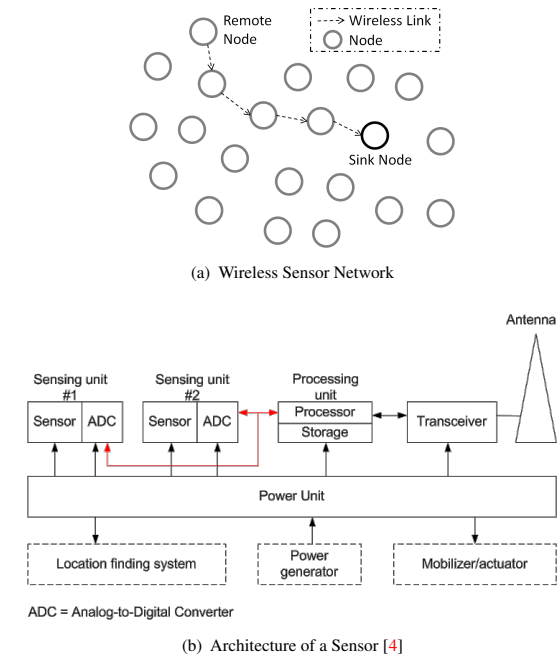 Remote
Node
Wireless Link
Node
Sink Node
(a) Wireless Sensor Network
Antenna
Sensing unit
#1
Sensing unit
#2
Processing
unit
Sensor
ADC
Sensor
ADC
Processor
Storage
Transceiver
Power Unit
Location finding system
Power
generator
Mobilizer/actuator
ADC = Analog-to-Digital Converter
(b) Architecture of a Sensor [4]